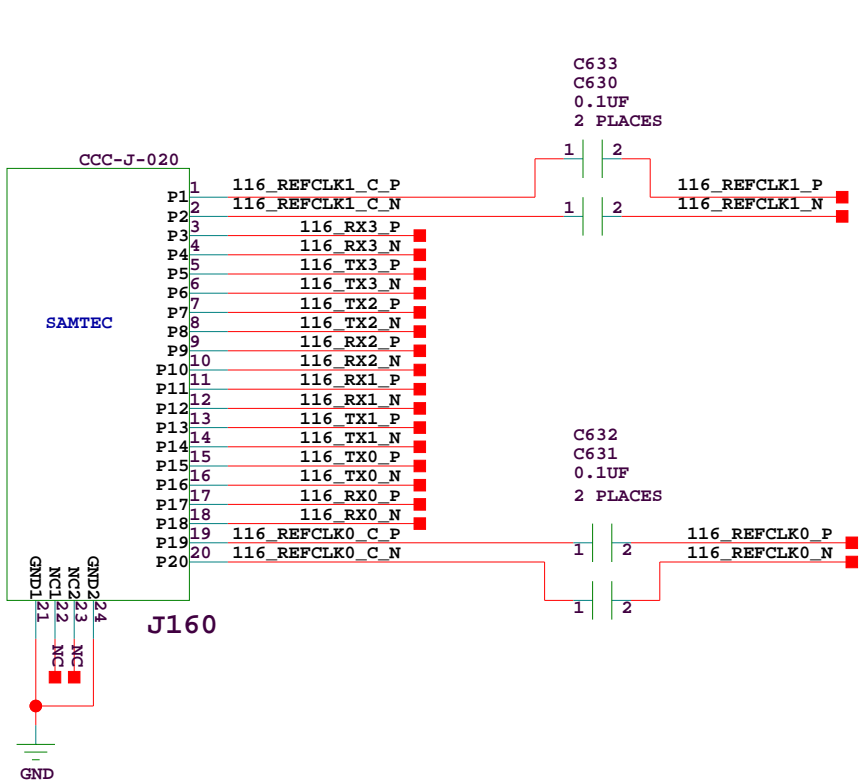 C633
C630
0.1UF
2 PLACES
CCC-J-020
1 2
P1 1 116_REFCLK1_C_P 116_REFCLK1_P
P2 2 116_REFCLK1_C_N 1 2 116_REFCLK1_N
P3 3 116_RX3_P
P4 4 116_RX3_N
P5 5 116_TX3_P
P6 6 116_TX3_N
P7 7 116_TX2_P
SAMTEC
P8 8 116_TX2_N
P9 9 116_RX2_P
P10 10 116_RX2_N
P11 11 116_RX1_P
P12 12 116_RX1_N
P13 13 116_TX1_P
P14 14 116_TX1_N
P15 15 116_TX0_P
P16 16 116_TX0_N
P17 17 116_RX0_P
P18 18 116_RX0_N
C632
C631
0.1UF
2 PLACES
P19 19 116_REFCLK0_C_P 1 2 116_REFCLK0_P
P20 20 116_REFCLK0_C_N 116_REFCLK0_N
1 2
GND1 NC1 NC2 GND2
21 22 23 24
J160
NC NC
GND